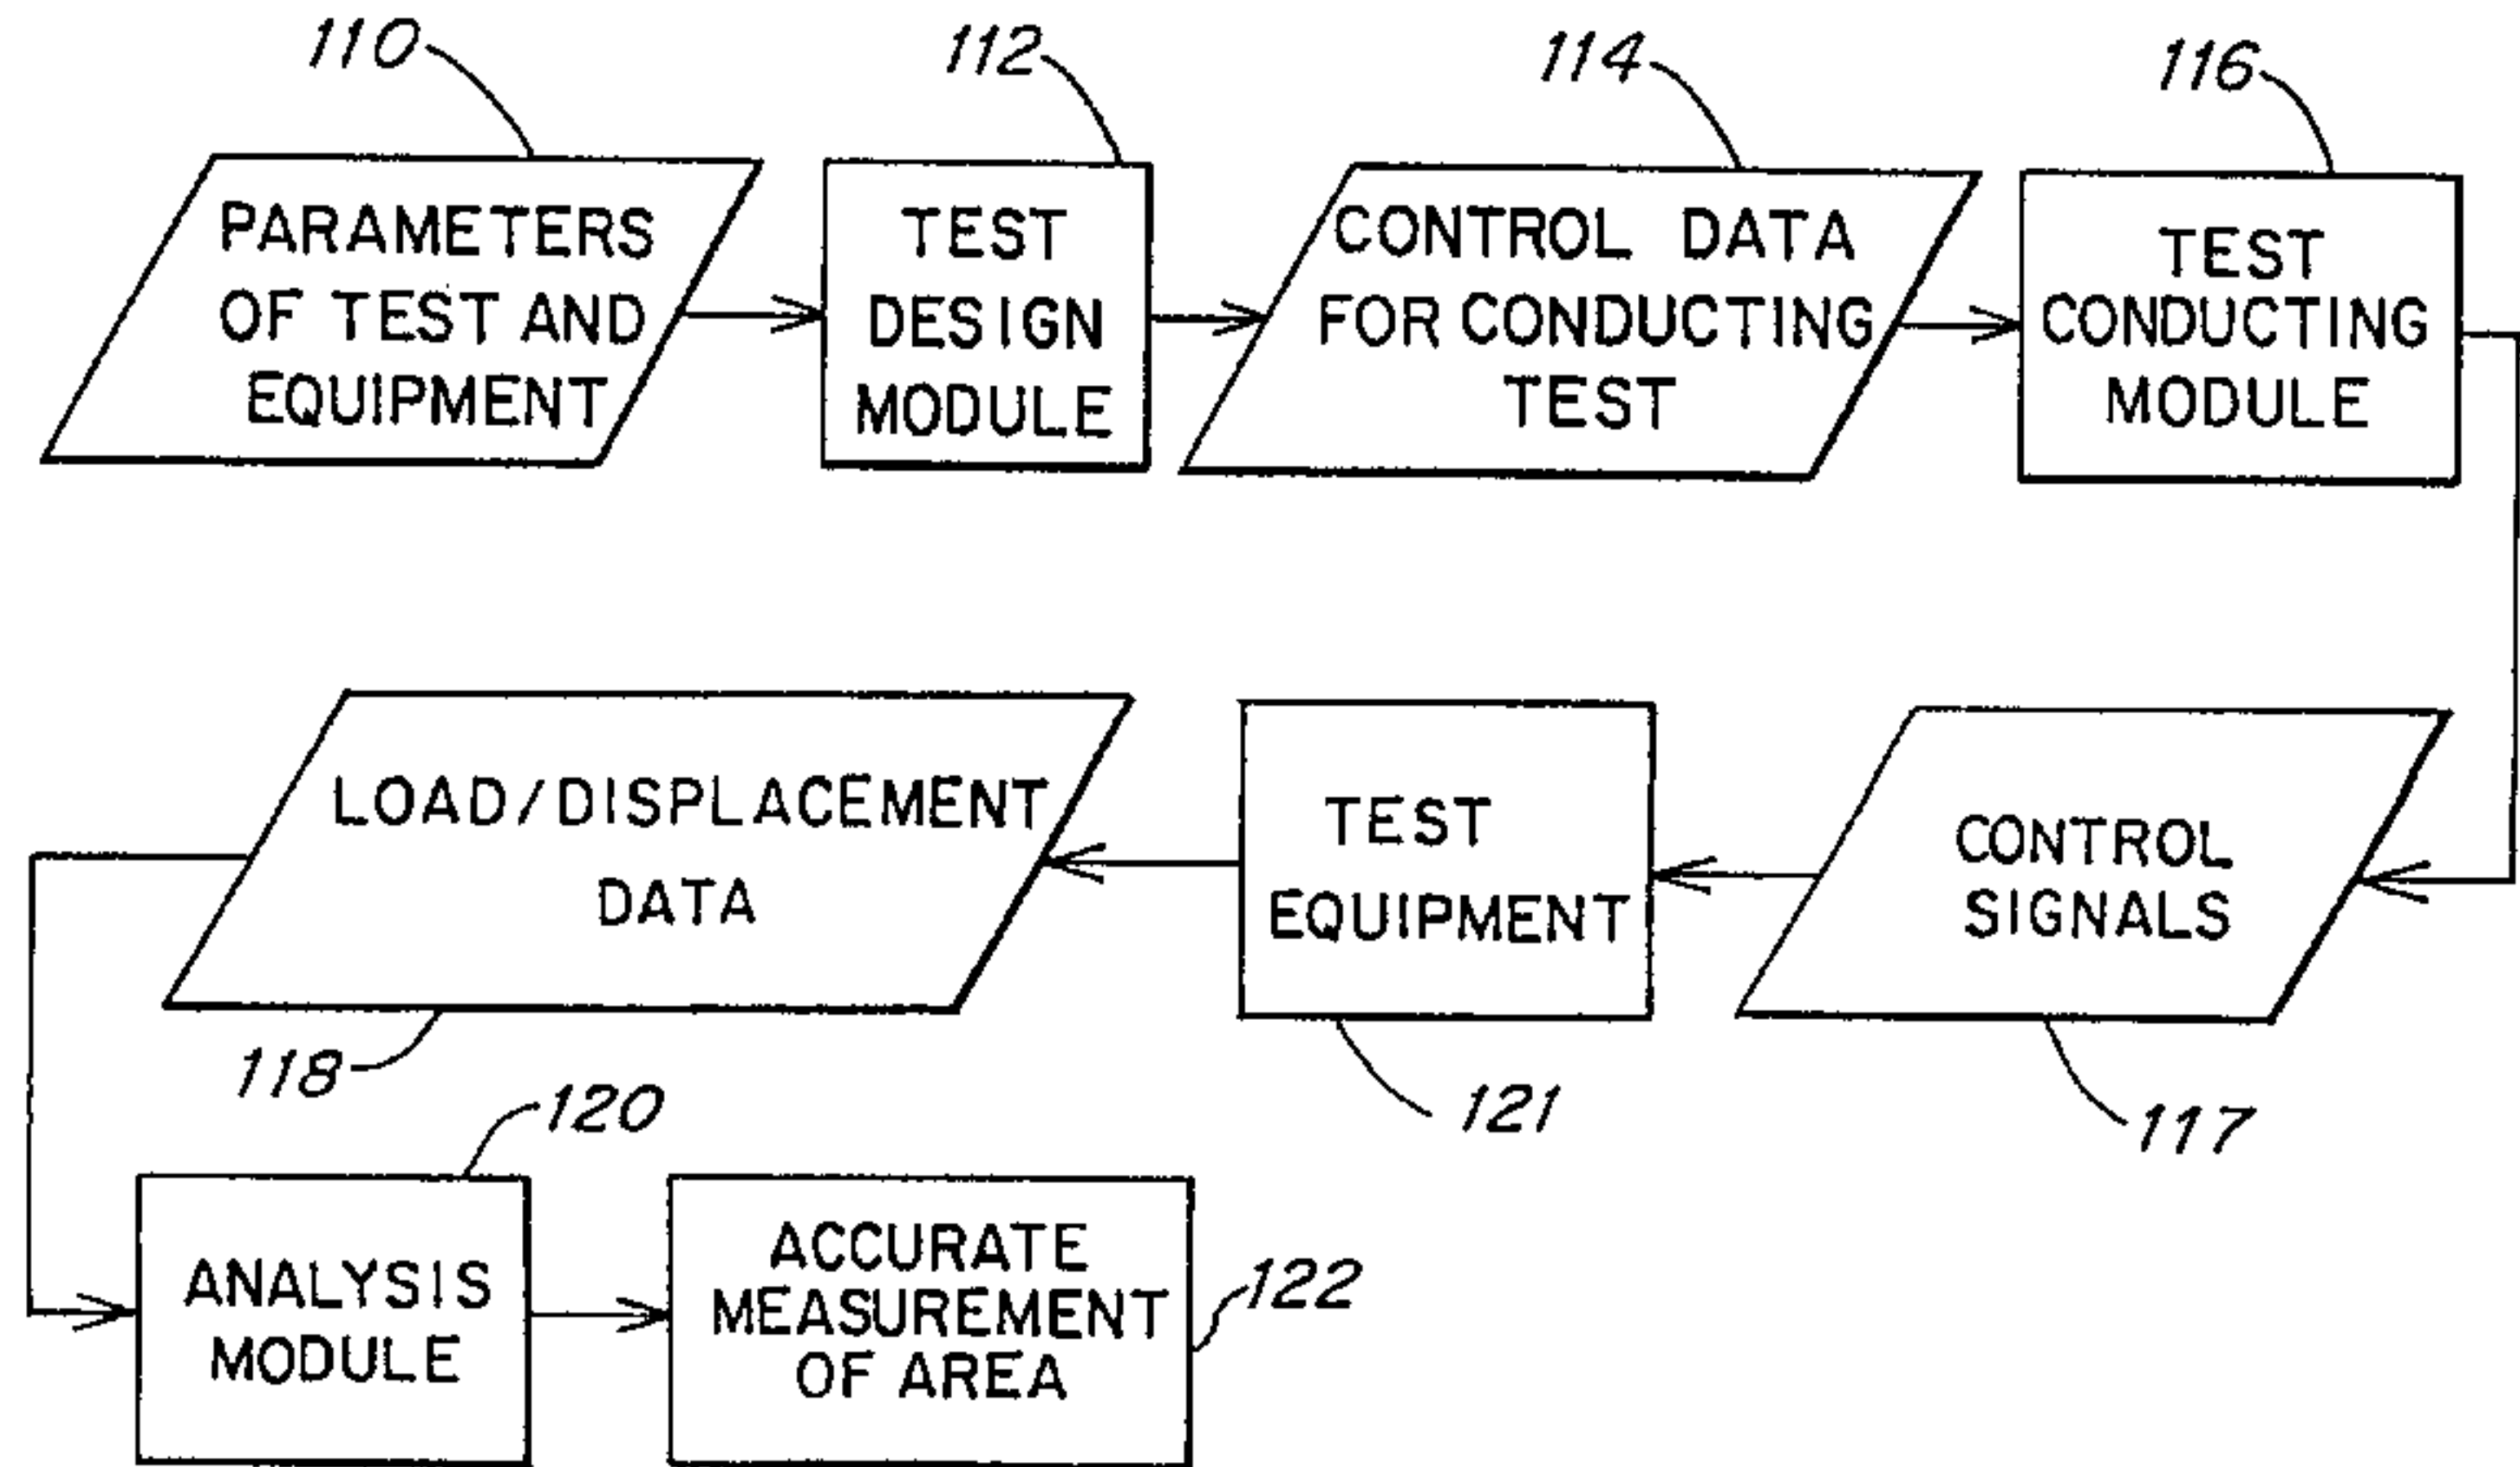 110
112
114
116
PARAMETERS
OF TEST AND
EQUIPMENT
TEST
DESIGN
MODULE
CONTROL DATA
FOR CONDUCTING
TEST
TEST
CONDUCTING
MODULE
LOAD/DISPLACEMENT
DATA
TEST
EQUIPMENT
CONTROL
SIGNALS
118
120
121
117
ANALYSIS
MODULE
ACCURATE
MEASUREMENT
OF AREA
122